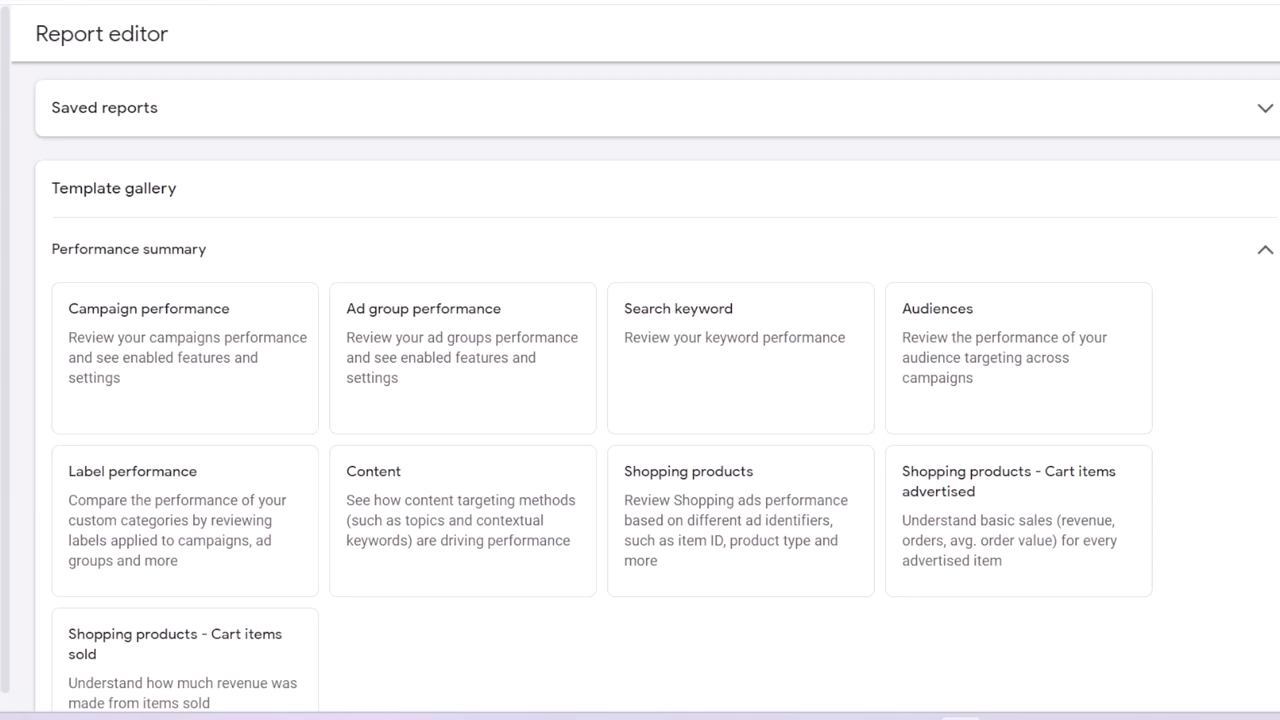 Report editor
Saved reports
Template gallery
Performance summary
Campaign performance
Review your campaigns performance
and see enabled features and
settings
Ad group performance
Review your ad groups performance
and see enabled features and
settings
Search keyword
Review your keyword performance
Audiences
Review the performance of your
audience targeting across
campaigns
Label performance
Compare the performance of your
custom categories by reviewing
labels applied to campaigns, ad
groups and more
Content
See how content targeting methods
(such as topics and contextual
keywords) are driving performance
Shopping products
Review Shopping ads performance
based on different ad identifiers,
such as item ID, product type and
more
Shopping products - Cart items
advertised
Understand basic sales (revenue,
orders, avg. order value) for every
advertised item
Shopping products - Cart items
sold
Understand how much revenue was
made from items sold